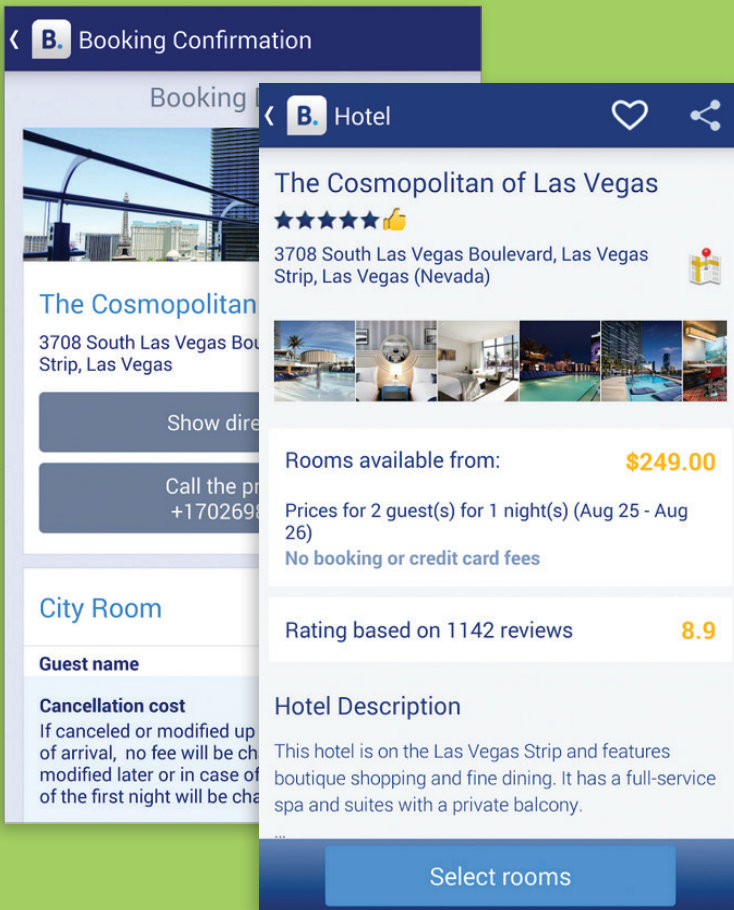 B. Booking Confirmation
Booking
The Cosmopolitan
3708 South Las Vegas
Strip, Las Vegas
Show
Call the
+1702698
City Room
Guest name
Cancellation cost
If canceled or modified up
of arrival, no fee will be
modified later or in case of
of the first night will be
B. Hotel
The Cosmopolitan of Las Vegas
3708 South Las Vegas Boulevard, Las Vegas
Strip, Las Vegas (Nevada)
Rooms available from: $249.00
Prices for 2 guest(s) for 1 night(s) (Aug 25 - Aug
26)
No booking or credit card fees
Rating based on 1142 reviews 8.9
Hotel Description
This hotel is on the Las Vegas Strip and features
boutique shopping and fine dining. It has a full-service
spa and suites with a private balcony.
...
Select rooms